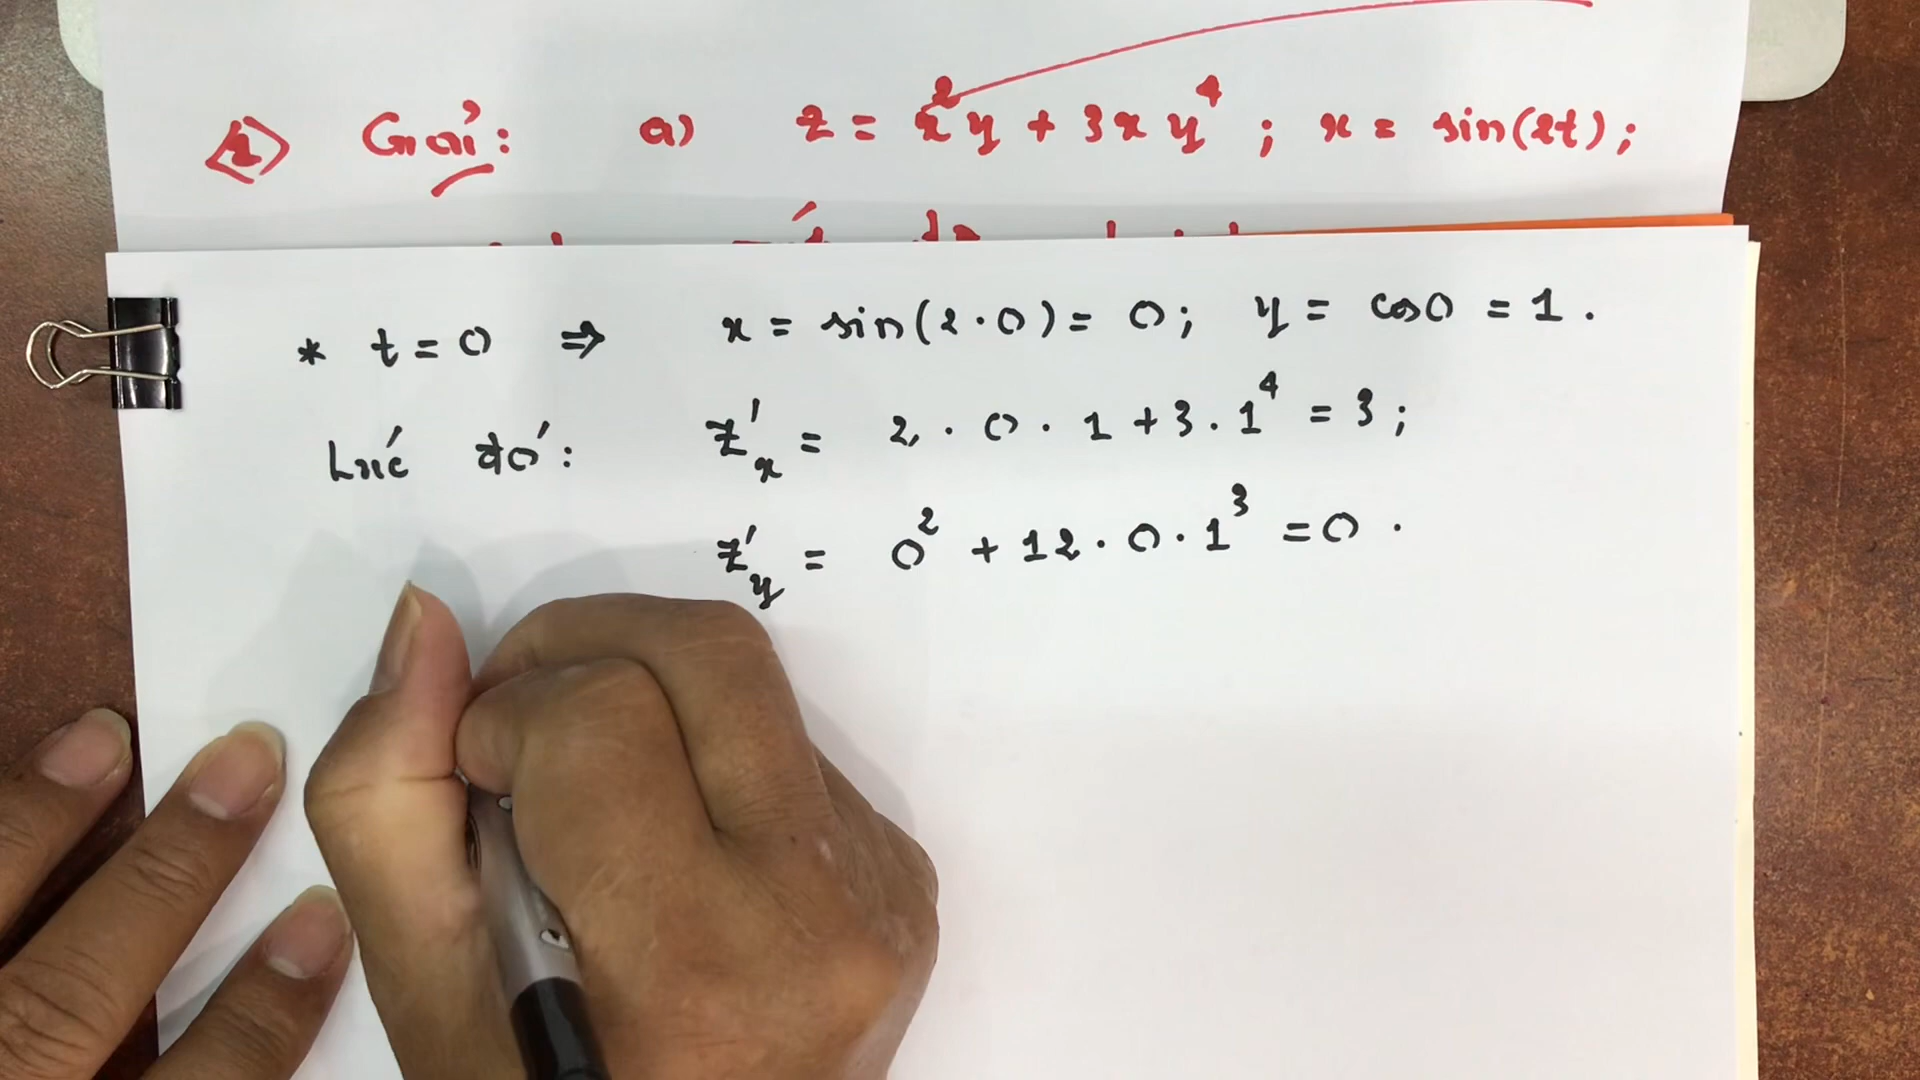 1 Giải: a) z = x²y + 3xy⁴ ; x = sin(2t) ;
* t = 0 ⇒ x = sin(2·0) = 0 ; y = cos0 = 1 .
Lúc đó: z'ₓ = 2 · 0 · 1 + 3 · 1⁴ = 3 ;
z'y = 0² + 12 · 0 · 1³ = 0 .